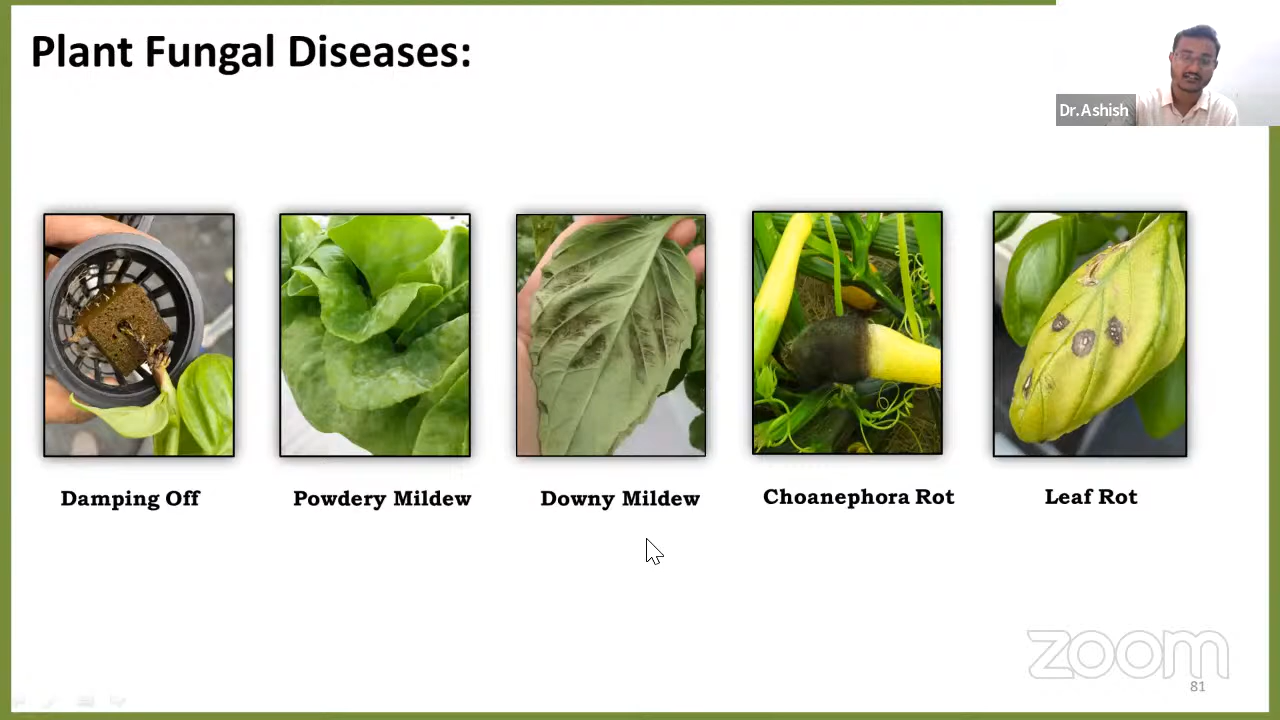 Plant Fungal Diseases:
Dr.Ashish
Damping Off
Powdery Mildew
Downy Mildew
Choanephora Rot
Leaf Rot
zoom
81